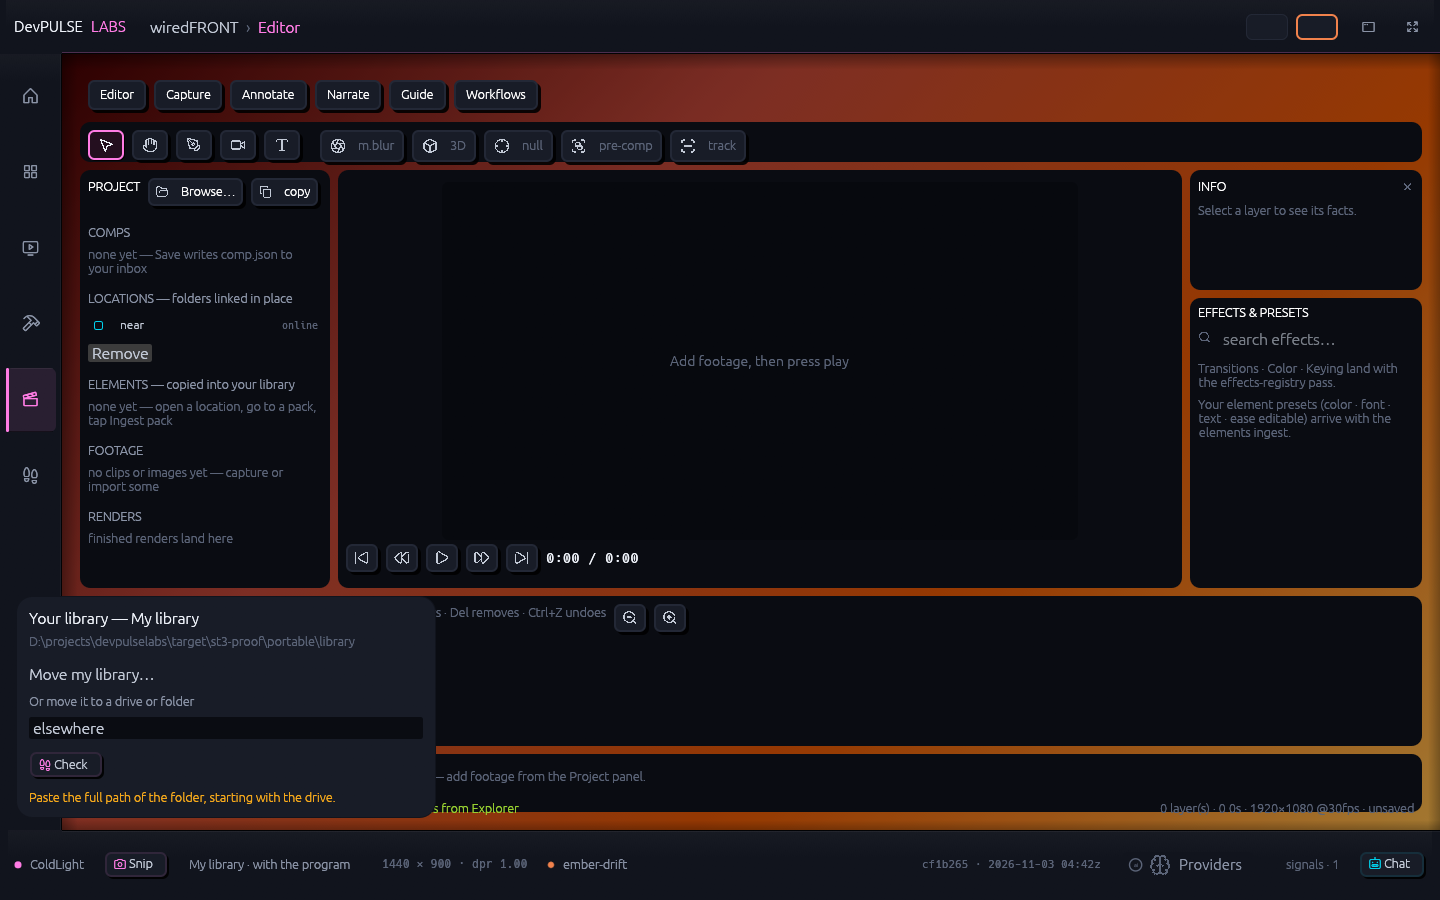 DevPULSE LABS wiredFRONT › Editor
Editor Capture Annotate Narrate Guide Workflows
T m.blur 3D null pre-comp track
PROJECT Browse... copy
COMPS
none yet — Save writes comp.json to
your inbox
LOCATIONS — folders linked in place
near online
Remove
ELEMENTS — copied into your library
none yet — open a location, go to a pack,
tap Ingest pack
FOOTAGE
no clips or images yet — capture or
import some
RENDERS
finished renders land here
Add footage, then press play
0:00 / 0:00
INFO
Select a layer to see its facts.
EFFECTS & PRESETS
search effects...
Transitions · Color · Keying land with
the effects-registry pass.
Your element presets (color · font ·
text · ease editable) arrive with the
elements ingest.
s · Del removes · Ctrl+Z undoes
Your library — My library
D:\projects\devpulselabs\target\st3-proof\portable\library
Move my library...
Or move it to a drive or folder
elsewhere
Check
Paste the full path of the folder, starting with the drive.
— add footage from the Project panel.
s from Explorer
0 layer(s) · 0.0s · 1920×1080 @30fps · unsaved
ColdLight Snip My library · with the program 1440 × 900 · dpr 1.00 ember-drift cf1b265 · 2026-11-03 04:42z Providers signals · 1 Chat